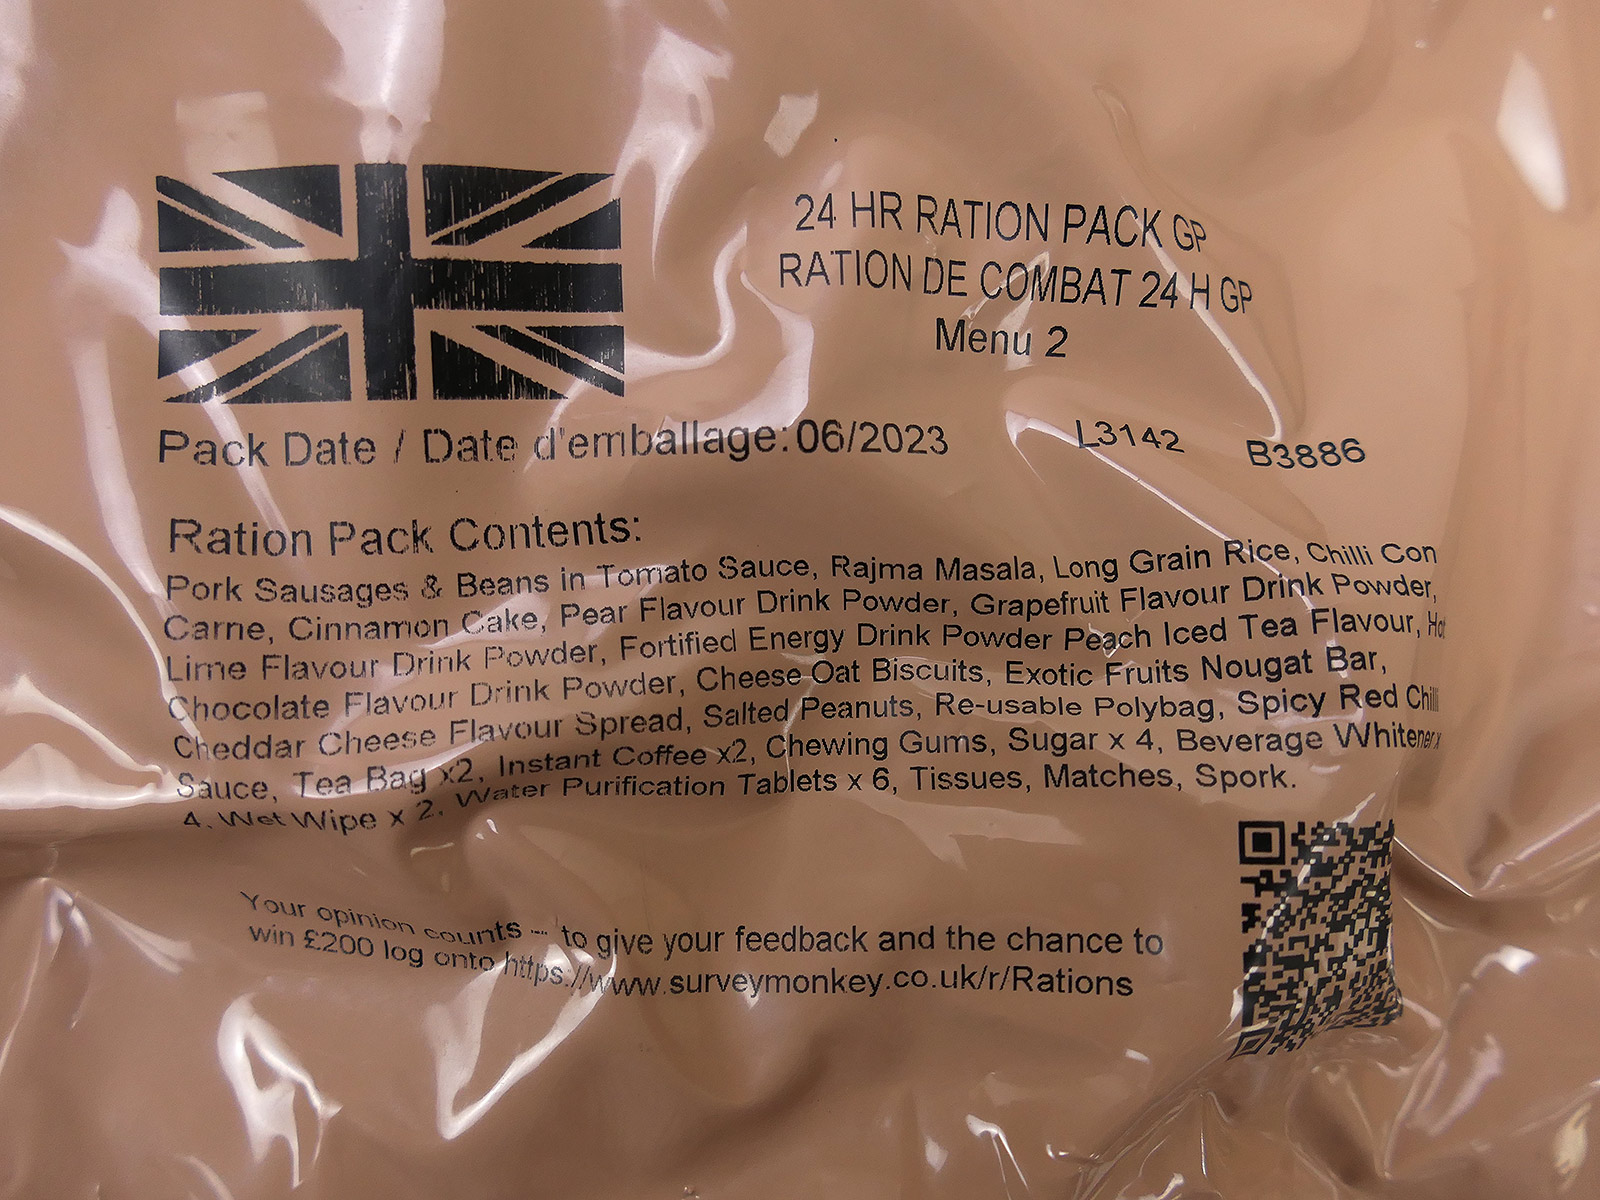 24 HR RATION PACK GP
RATION DE COMBAT 24 H GP
Menu 2
Pack Date / Date d'emballage: 06/2023 L3142 B3886
Ration Pack Contents:
Pork Sausages & Beans in Tomato Sauce, Rajma Masala, Long Grain Rice, Chilli Con
Carne, Cinnamon Cake, Pear Flavour Drink Powder, Grapefruit Flavour Drink Powder,
Lime Flavour Drink Powder, Fortified Energy Drink Powder Peach Iced Tea Flavour, Hot
Chocolate Flavour Drink Powder, Cheese Oat Biscuits, Exotic Fruits Nougat Bar,
Cheddar Cheese Flavour Spread, Salted Peanuts, Re-usable Polybag, Spicy Red Chilli
Sauce, Tea Bag x2, Instant Coffee x2, Chewing Gums, Sugar x 4, Beverage Whitener x
4, Wet Wipe x 2, Water Purification Tablets x 6, Tissues, Matches, Spork.
Your opinion counts -- to give your feedback and the chance to
win £200 log onto https://www.surveymonkey.co.uk/r/Rations